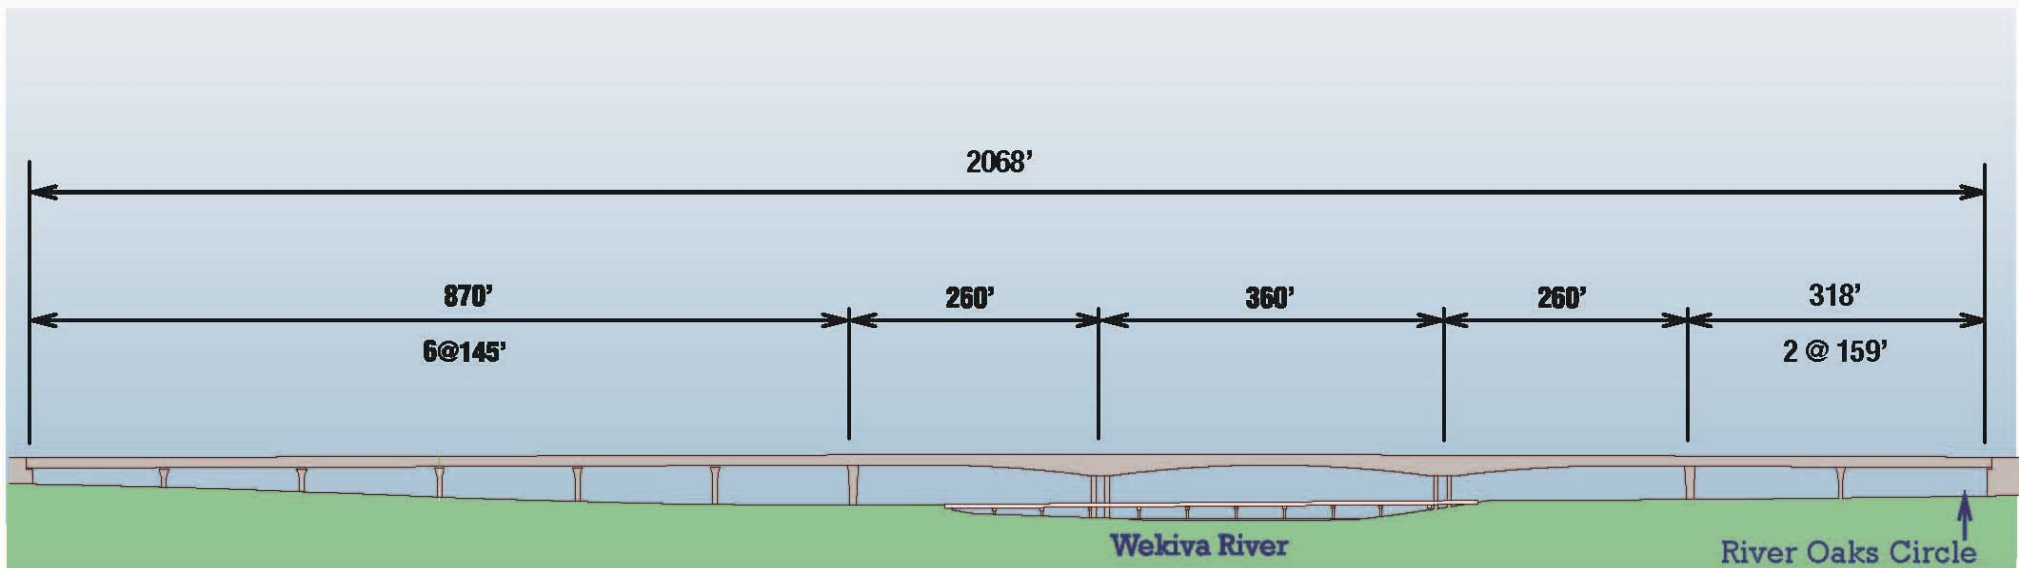 2068’
870’
260’
360’
260’
318’
6@145’
2 @ 159’
Wekiva River
River Oaks Circle